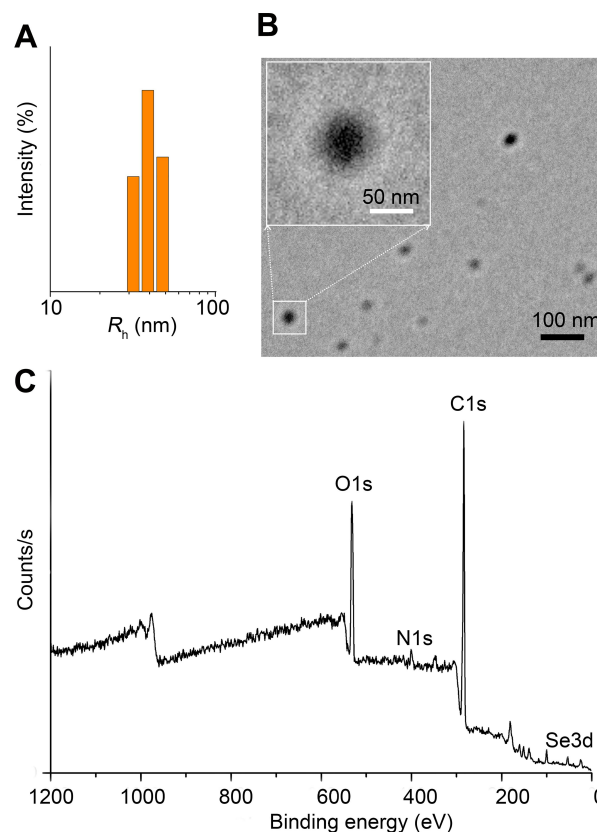 A
Intensity (%)
10
100
Rh (nm)
B
50 nm
100 nm
C
Counts/s
O1s
C1s
N1s
Se3d
1200
1000
800
600
400
200
0
Binding energy (eV)